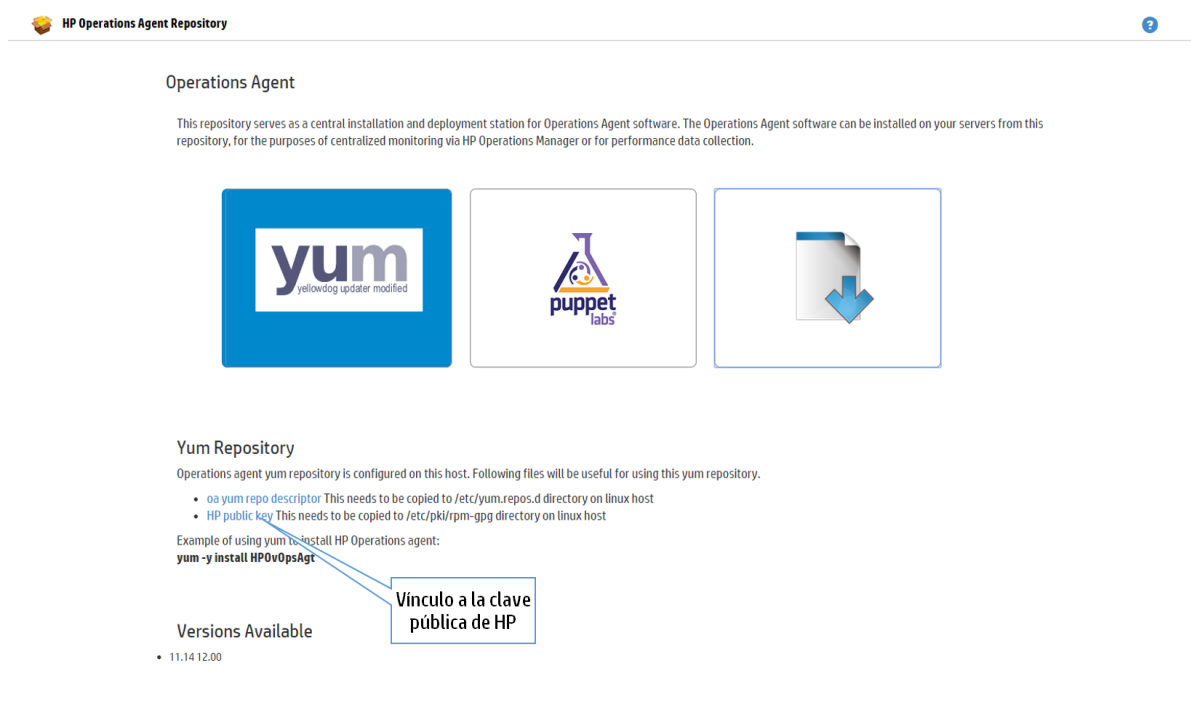 HP Operations Agent Repository
?
Operations Agent
This repository serves as a central installation and deployment station for Operations Agent software. The Operations Agent software can be installed on your servers from this
repository, for the purposes of centralized monitoring via HP Operations Manager or for performance data collection.
yum
yellowdog updater modified
puppet
labs
Yum Repository
Operations agent yum repository is configured on this host. Following files will be useful for using this yum repository.
• oa yum repo descriptor This needs to be copied to /etc/yum.repos.d directory on linux host
• HP public key This needs to be copied to /etc/pki/rpm-gpg directory on linux host
Example of using yum to install HP Operations agent:
yum -y install HPOvOpsAgt
Vínculo a la clave
pública de HP
Versions Available
• 11.14 12.00